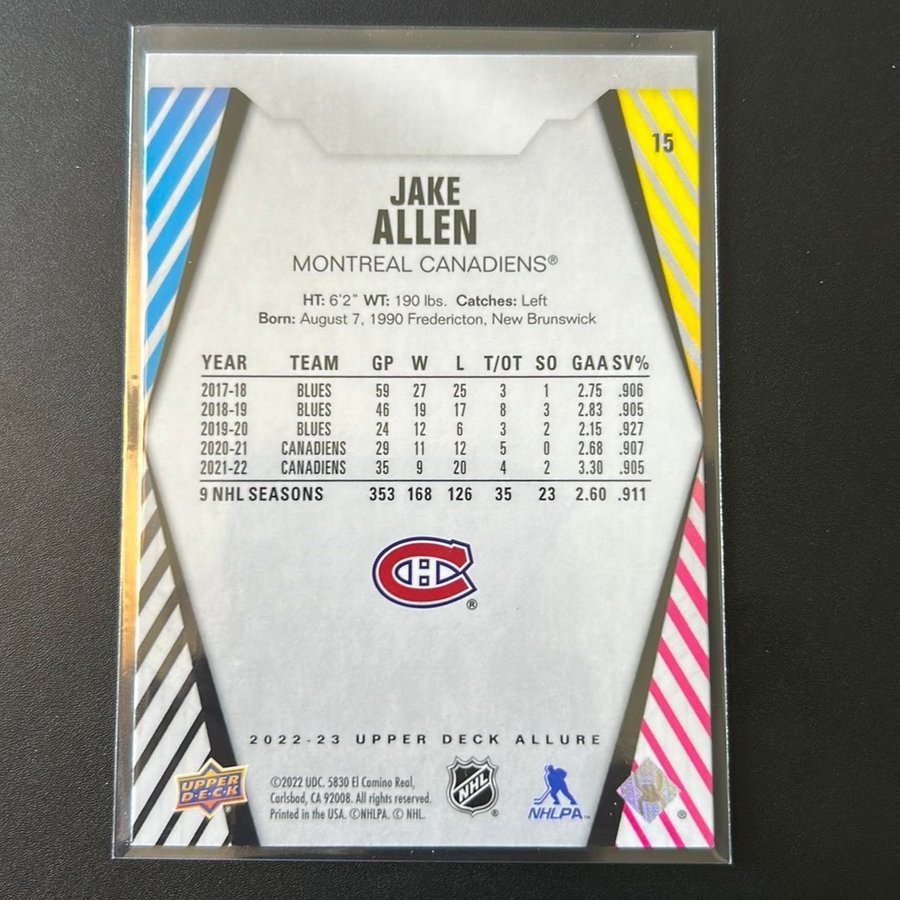 15
JAKE
ALLEN
MONTREAL CANADIENS®
HT: 6'2" WT: 190 lbs. Catches: Left
Born: August 7, 1990 Fredericton, New Brunswick
YEAR TEAM GP W L T/OT SO GAA SV%
2017-18 BLUES 59 27 25 3 1 2.75 .906
2018-19 BLUES 46 19 17 8 3 2.83 .905
2019-20 BLUES 24 12 6 3 2 2.15 .927
2020-21 CANADIENS 29 11 12 5 0 2.68 .907
2021-22 CANADIENS 35 9 20 4 2 3.30 .905
9 NHL SEASONS 353 168 126 35 23 2.60 .911
CH
®
2022-23 UPPER DECK ALLURE
UPPER
DECK
®
©2022 UDC. 5830 El Camino Real,
Carlsbad, CA 92008. All rights reserved.
Printed in the USA. ©NHLPA. © NHL.
NHL
®
NHLPA™
®